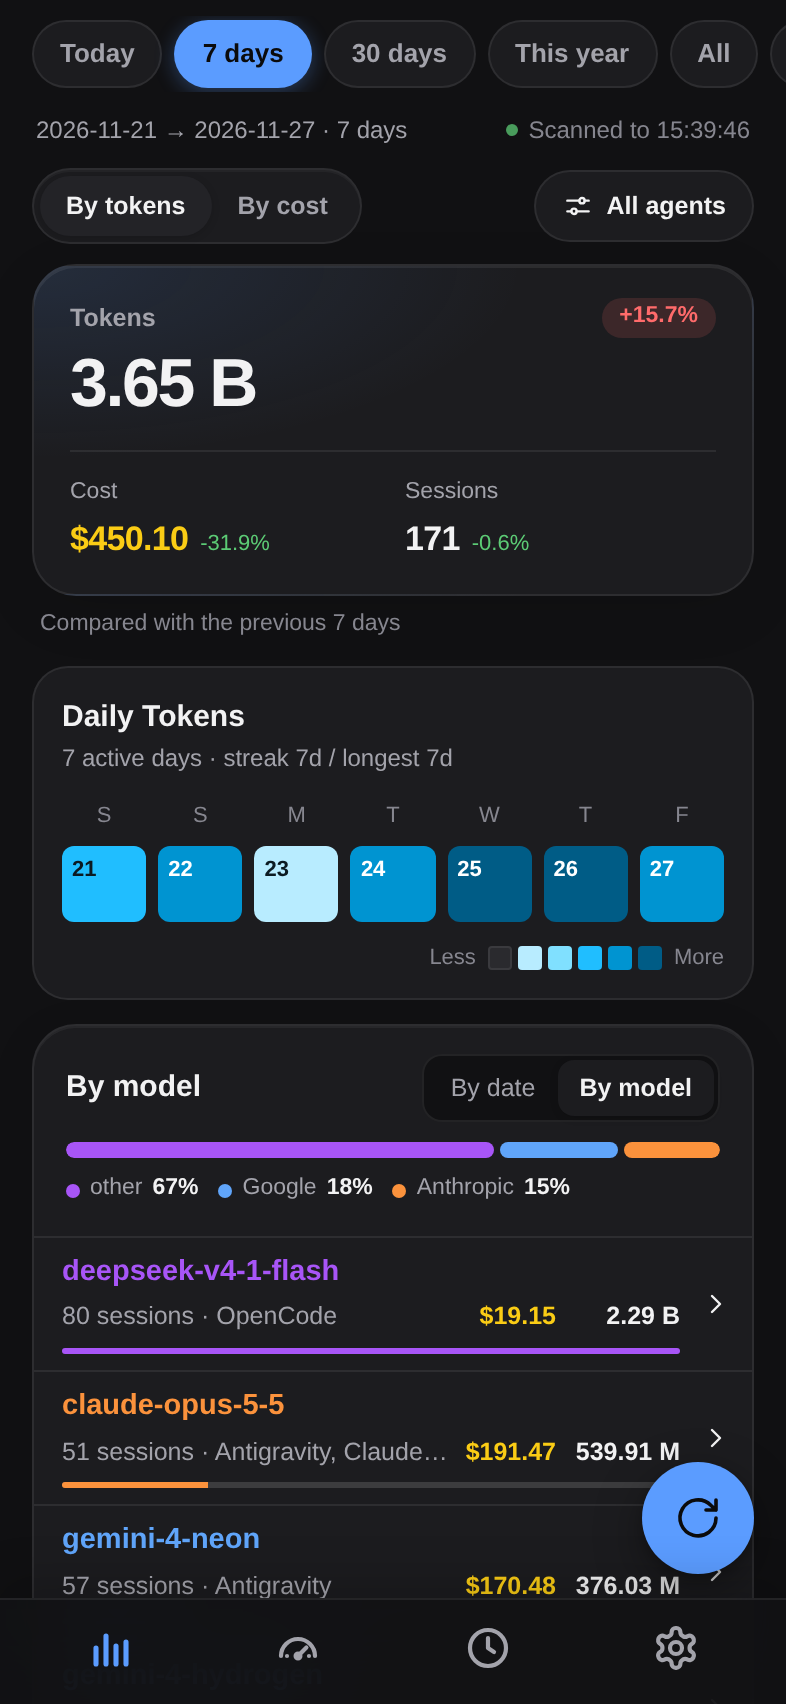 Today 7 days 30 days This year All
2026-11-21 → 2026-11-27 · 7 days Scanned to 15:39:46
By tokens By cost All agents
Tokens +15.7%
3.65 B
Cost Sessions
$450.10 -31.9% 171 -0.6%
Compared with the previous 7 days
Daily Tokens
7 active days · streak 7d / longest 7d
S S M T W T F
21 22 23 24 25 26 27
Less More
By model By date By model
other 67% Google 18% Anthropic 15%
deepseek-v4-1-flash
80 sessions · OpenCode $19.15 2.29 B
claude-opus-5-5
51 sessions · Antigravity, Claude… $191.47 539.91 M
gemini-4-neon
57 sessions · Antigravity $170.48 376.03 M
gemini-4-hydrogen